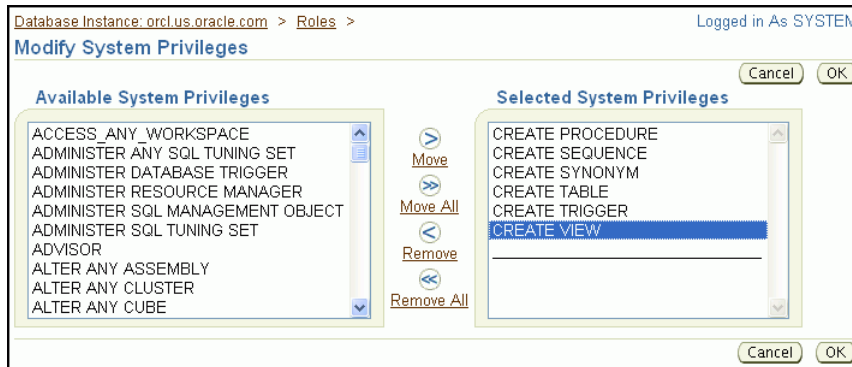 Database Instance: orcl.us.oracle.com > Roles >
Logged in As SYSTEM
Modify System Privileges
Cancel OK
Available System Privileges
ACCESS_ANY_WORKSPACE
ADMINISTER ANY SQL TUNING SET
ADMINISTER DATABASE TRIGGER
ADMINISTER RESOURCE MANAGER
ADMINISTER SQL MANAGEMENT OBJECT
ADMINISTER SQL TUNING SET
ADVISOR
ALTER ANY ASSEMBLY
ALTER ANY CLUSTER
ALTER ANY CUBE
Move
Move All
Remove
Remove All
Selected System Privileges
CREATE PROCEDURE
CREATE SEQUENCE
CREATE SYNONYM
CREATE TABLE
CREATE TRIGGER
CREATE VIEW
Cancel OK